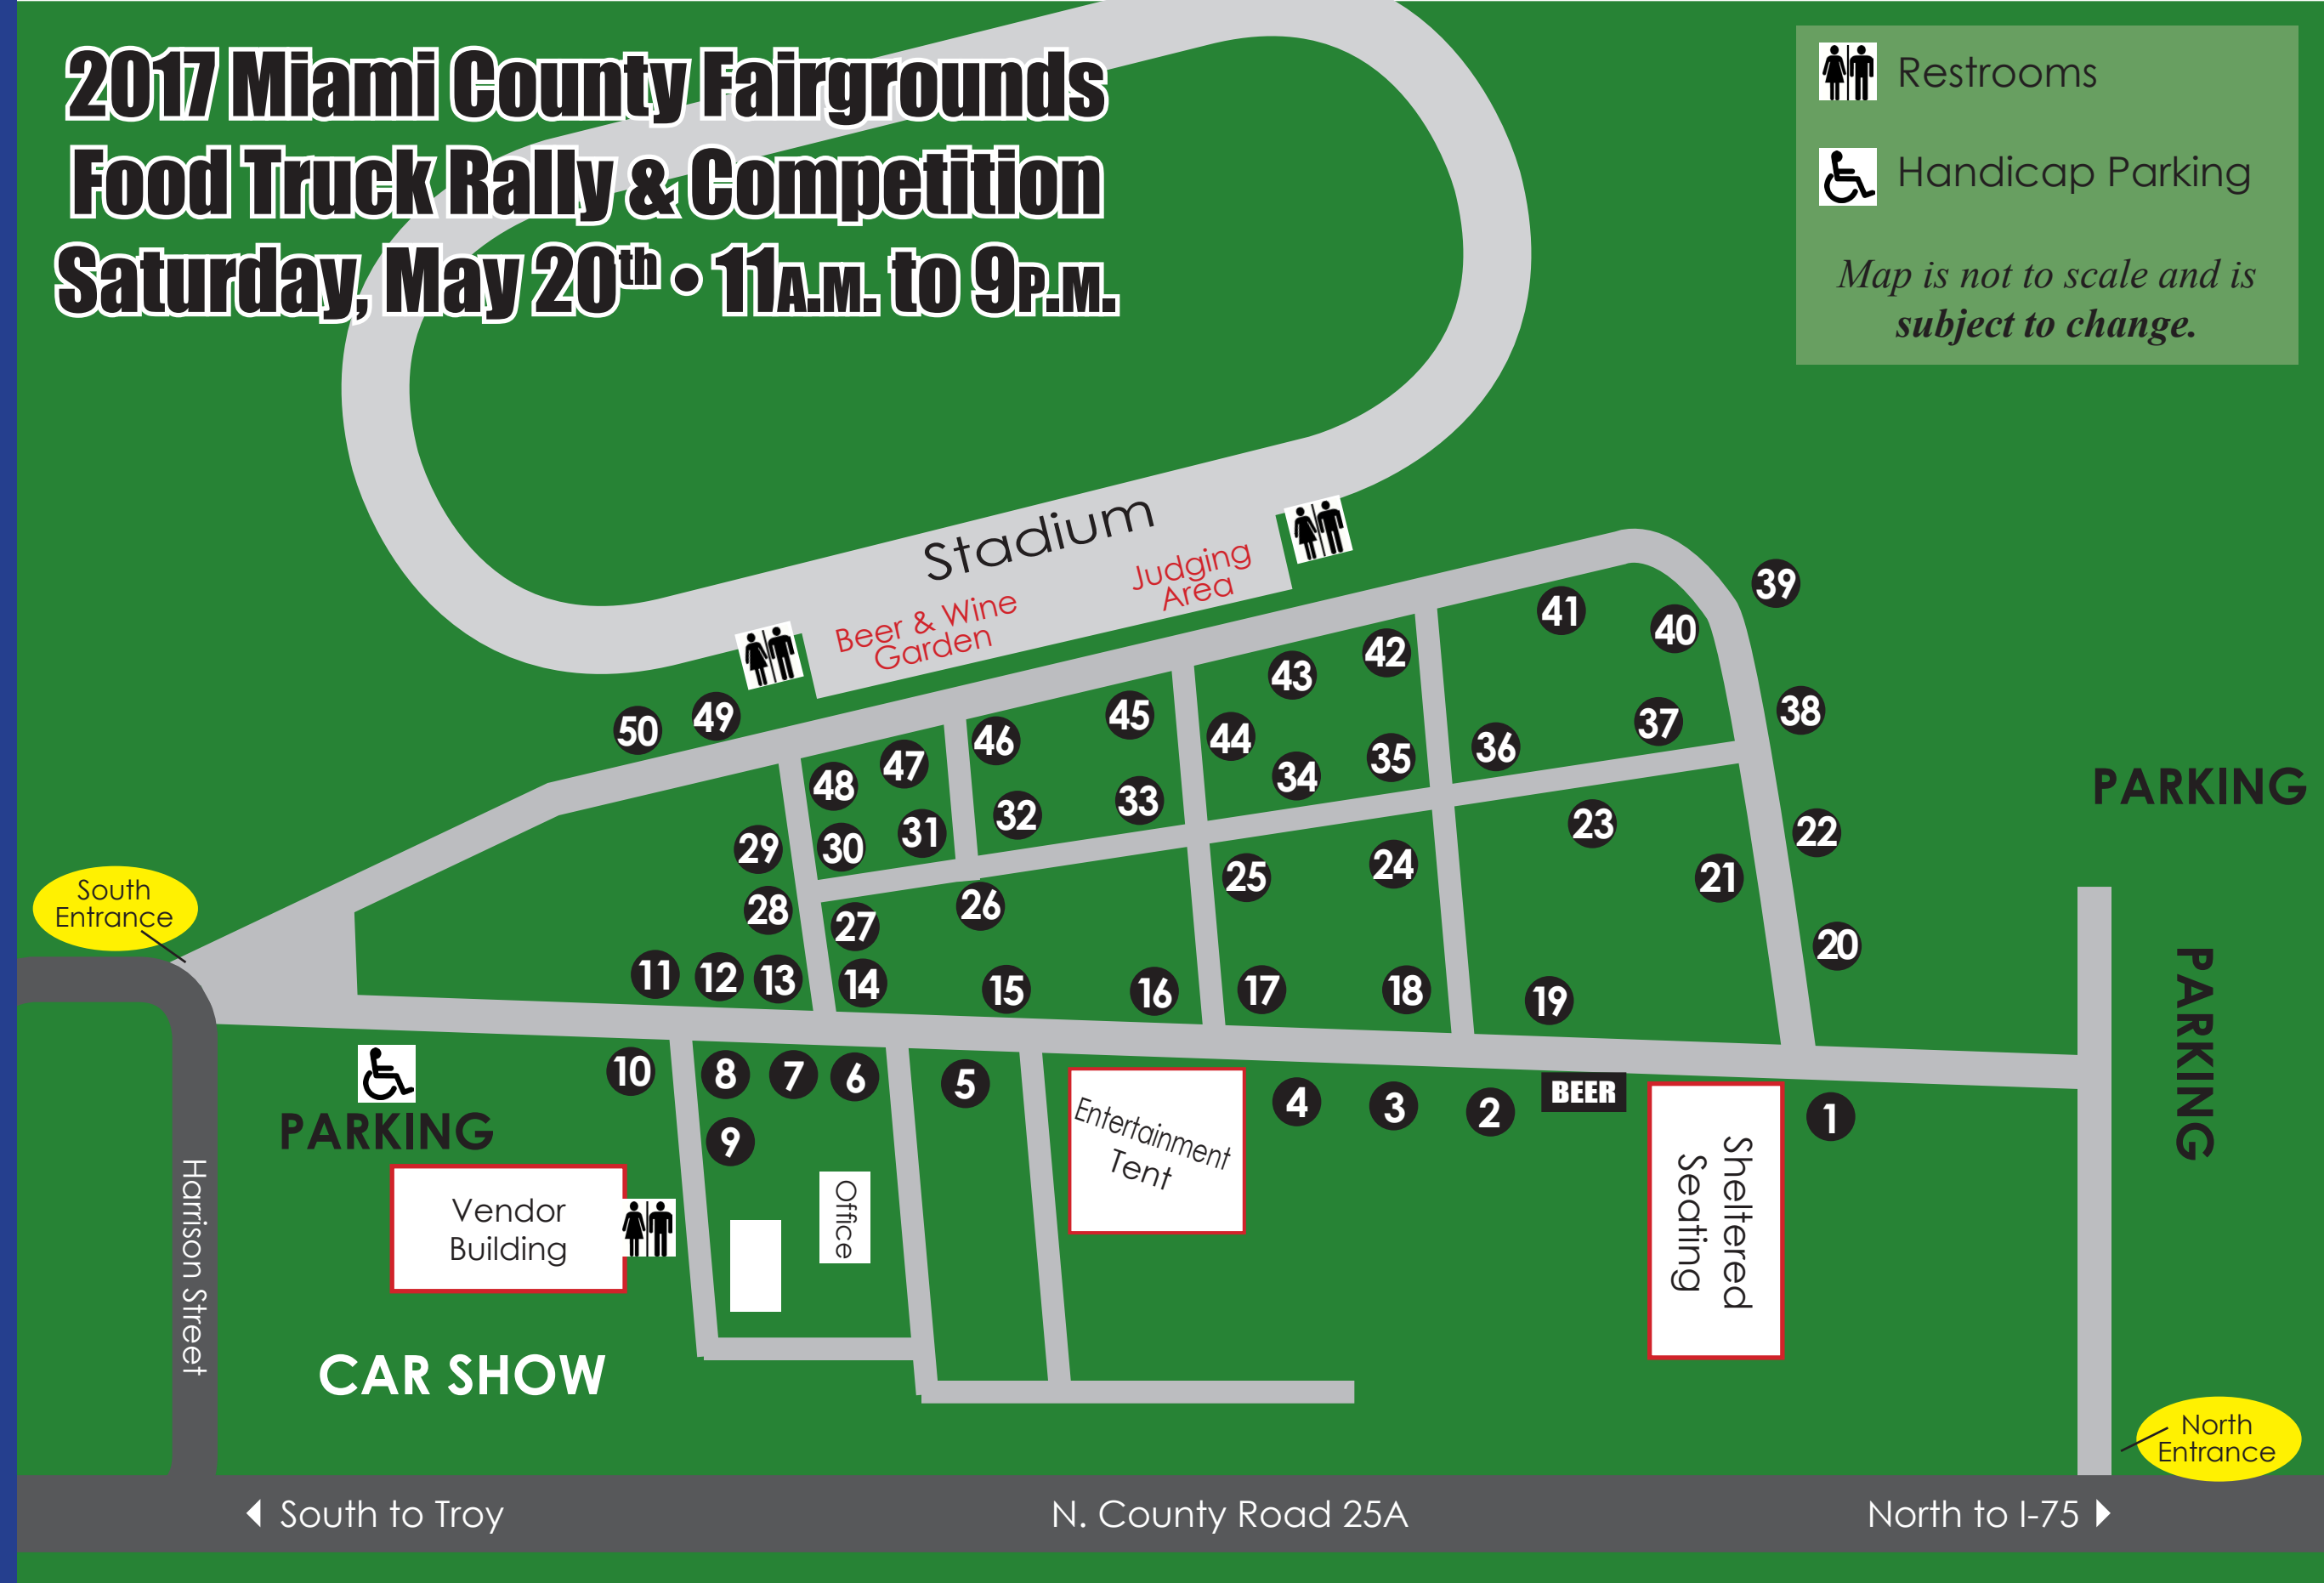 2017 Miami County Fairgrounds
Food Truck Rally & Competition
Saturday, May 20th • 11A.M. to 9P.M.
Restrooms
Handicap Parking
Map is not to scale and is
subject to change.
Stadium
Judging
Area
Beer & Wine
Garden
39
41
40
42
43
38
45
49
37
50
44
46
36
35
47
34
48
PARKING
33
32
23
22
31
30
29
24
25
21
South
Entrance
26
28
27
20
11
12
13
14
15
16
17
18
19
PARKING
10
8
7
6
5
BEER
4
3
2
1
PARKING
9
Entertainment
Tent
Sheltered
Seating
Vendor
Building
Office
Harrison Street
CAR SHOW
North
Entrance
South to Troy
N. County Road 25A
North to I-75